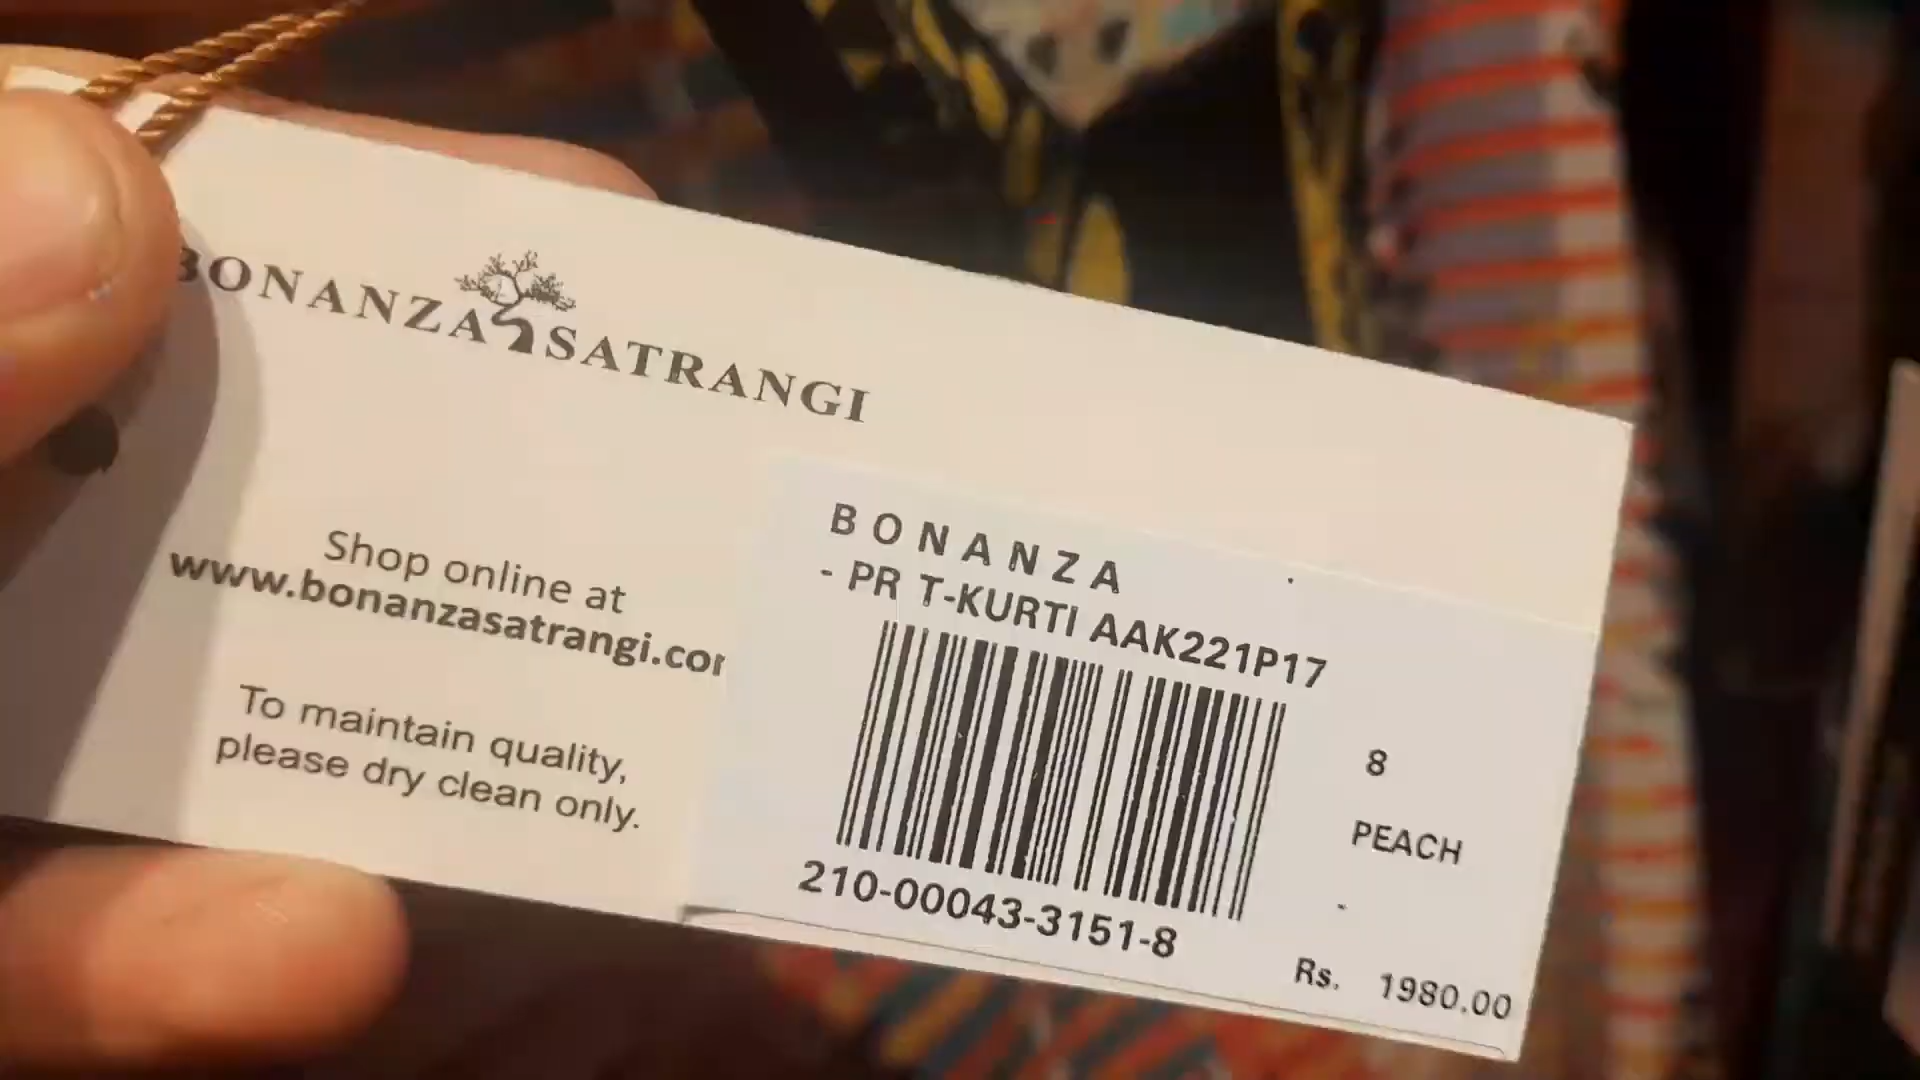 BONANZA SATRANGI
Shop online at
www.bonanzasatrangi.cor
To maintain quality,
please dry clean only.
BONANZA
- PR T-KURTI AAK221P17
8
PEACH
-
210-00043-3151-8
Rs. 1980.00